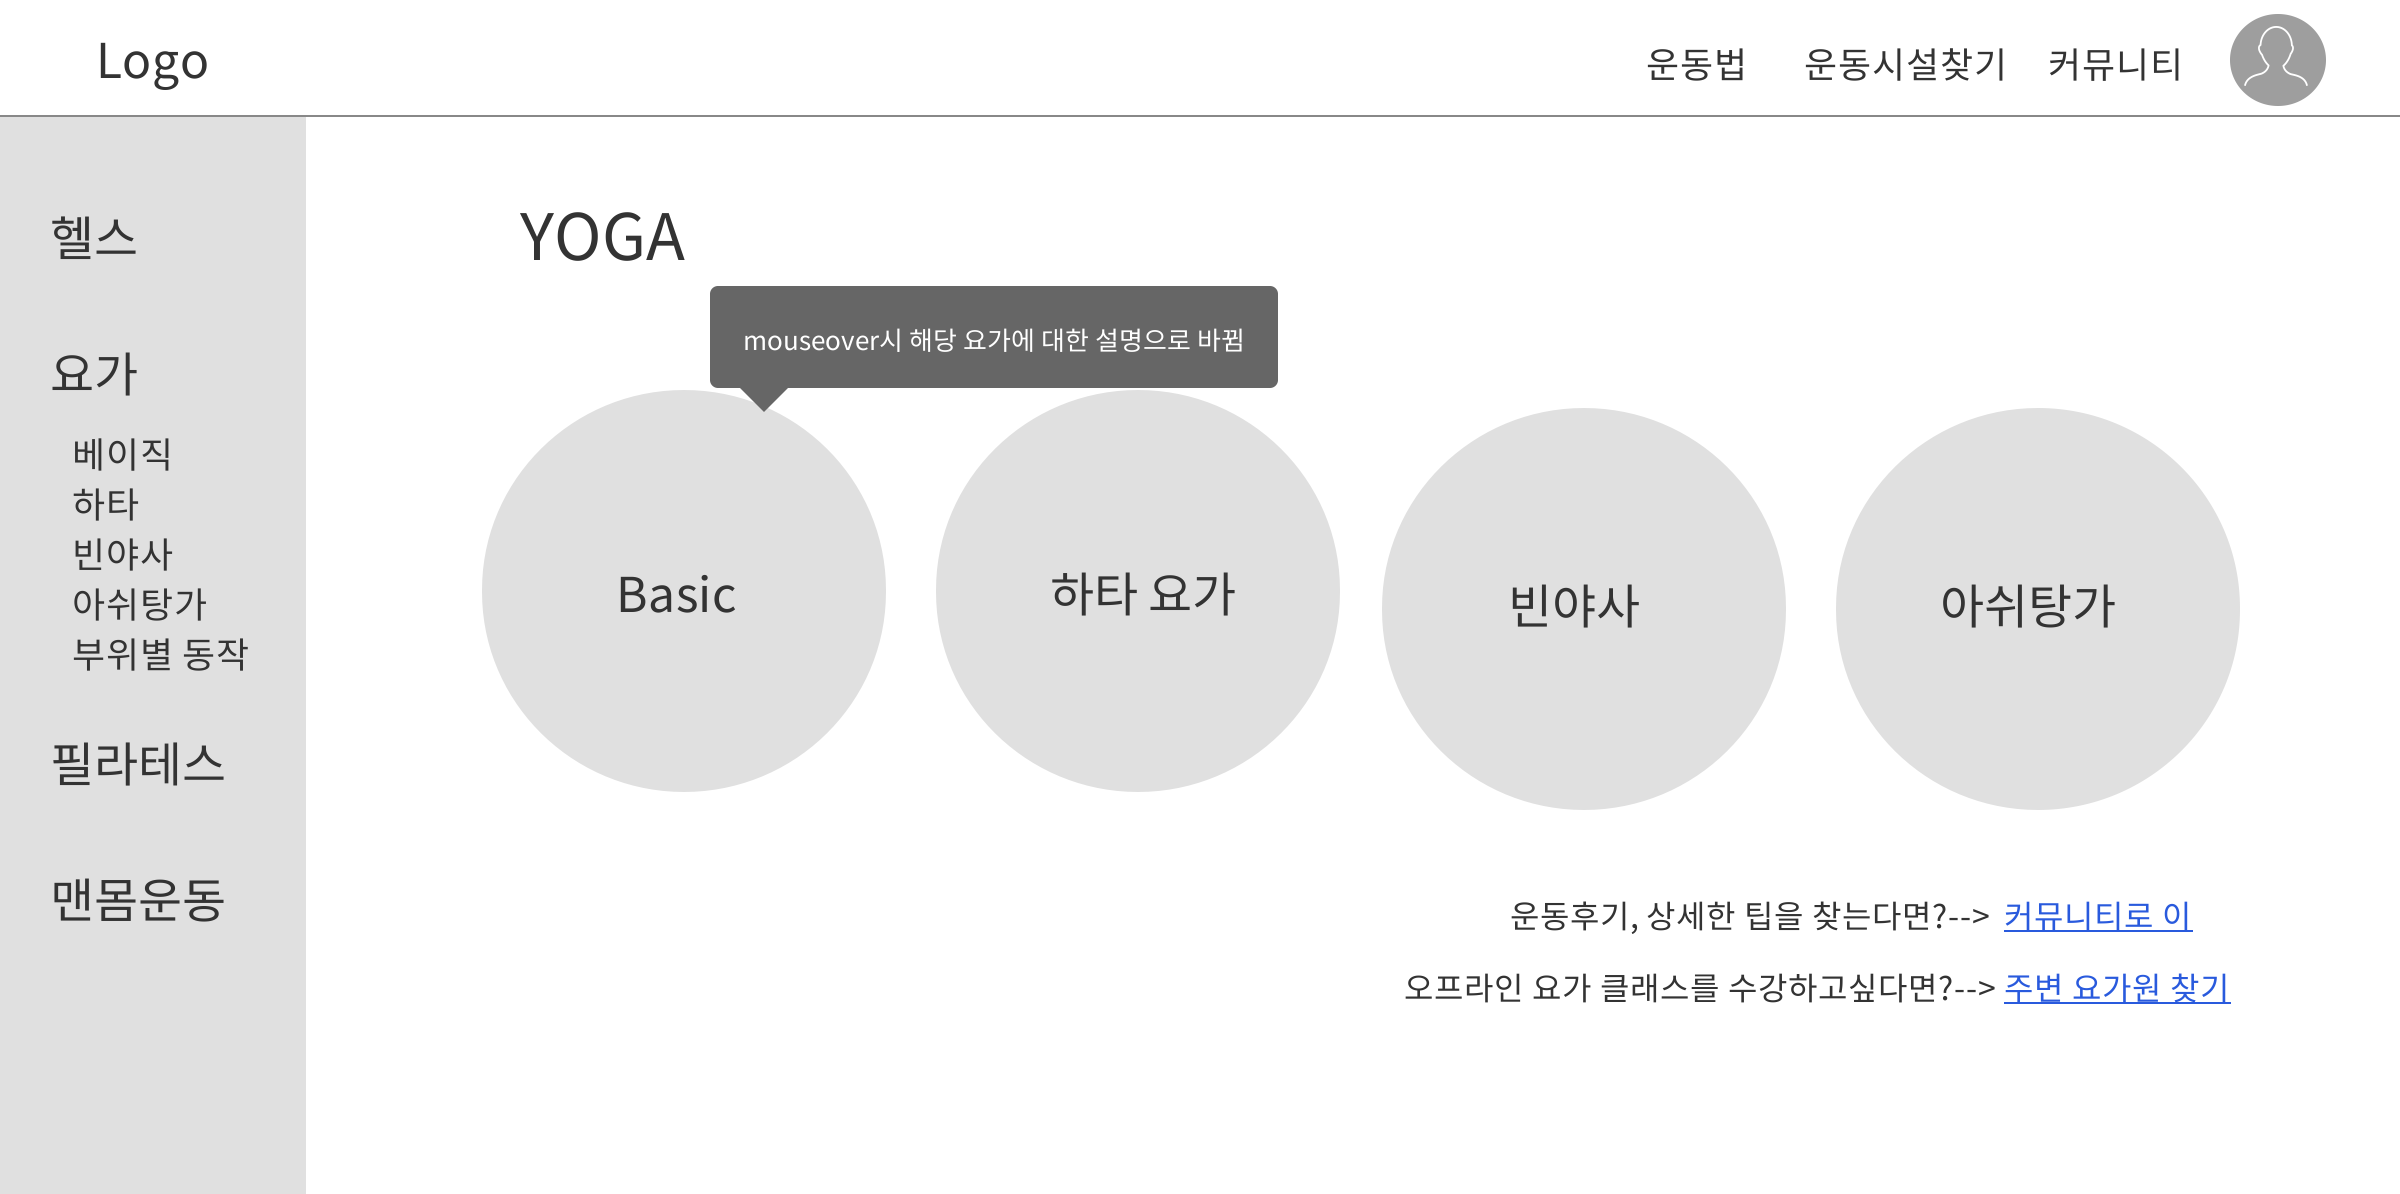 Logo
운동법 운동시설찾기 커뮤니티
헬스
요가
베이직
하타
빈야사
아쉬탕가
부위별 동작
필라테스
맨몸운동
YOGA
mouseover시 해당 요가에 대한 설명으로 바뀜
Basic
하타 요가
빈야사
아쉬탕가
운동후기, 상세한 팁을 찾는다면?--> 커뮤니티로 이
오프라인 요가 클래스를 수강하고싶다면?--> 주변 요가원 찾기